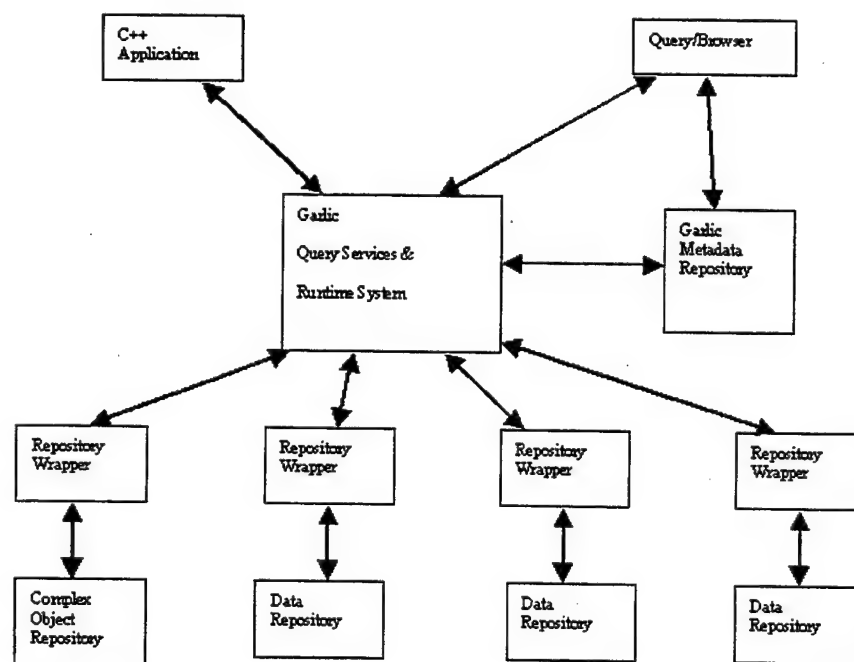 C++
Application
Query/Browser
Garlic
Query Services &
Runtime System
Garlic
Metadata
Repository
Repository
Wrapper
Repository
Wrapper
Repository
Wrapper
Repository
Wrapper
Complex
Object
Repository
Data
Repository
Data
Repository
Data
Repository